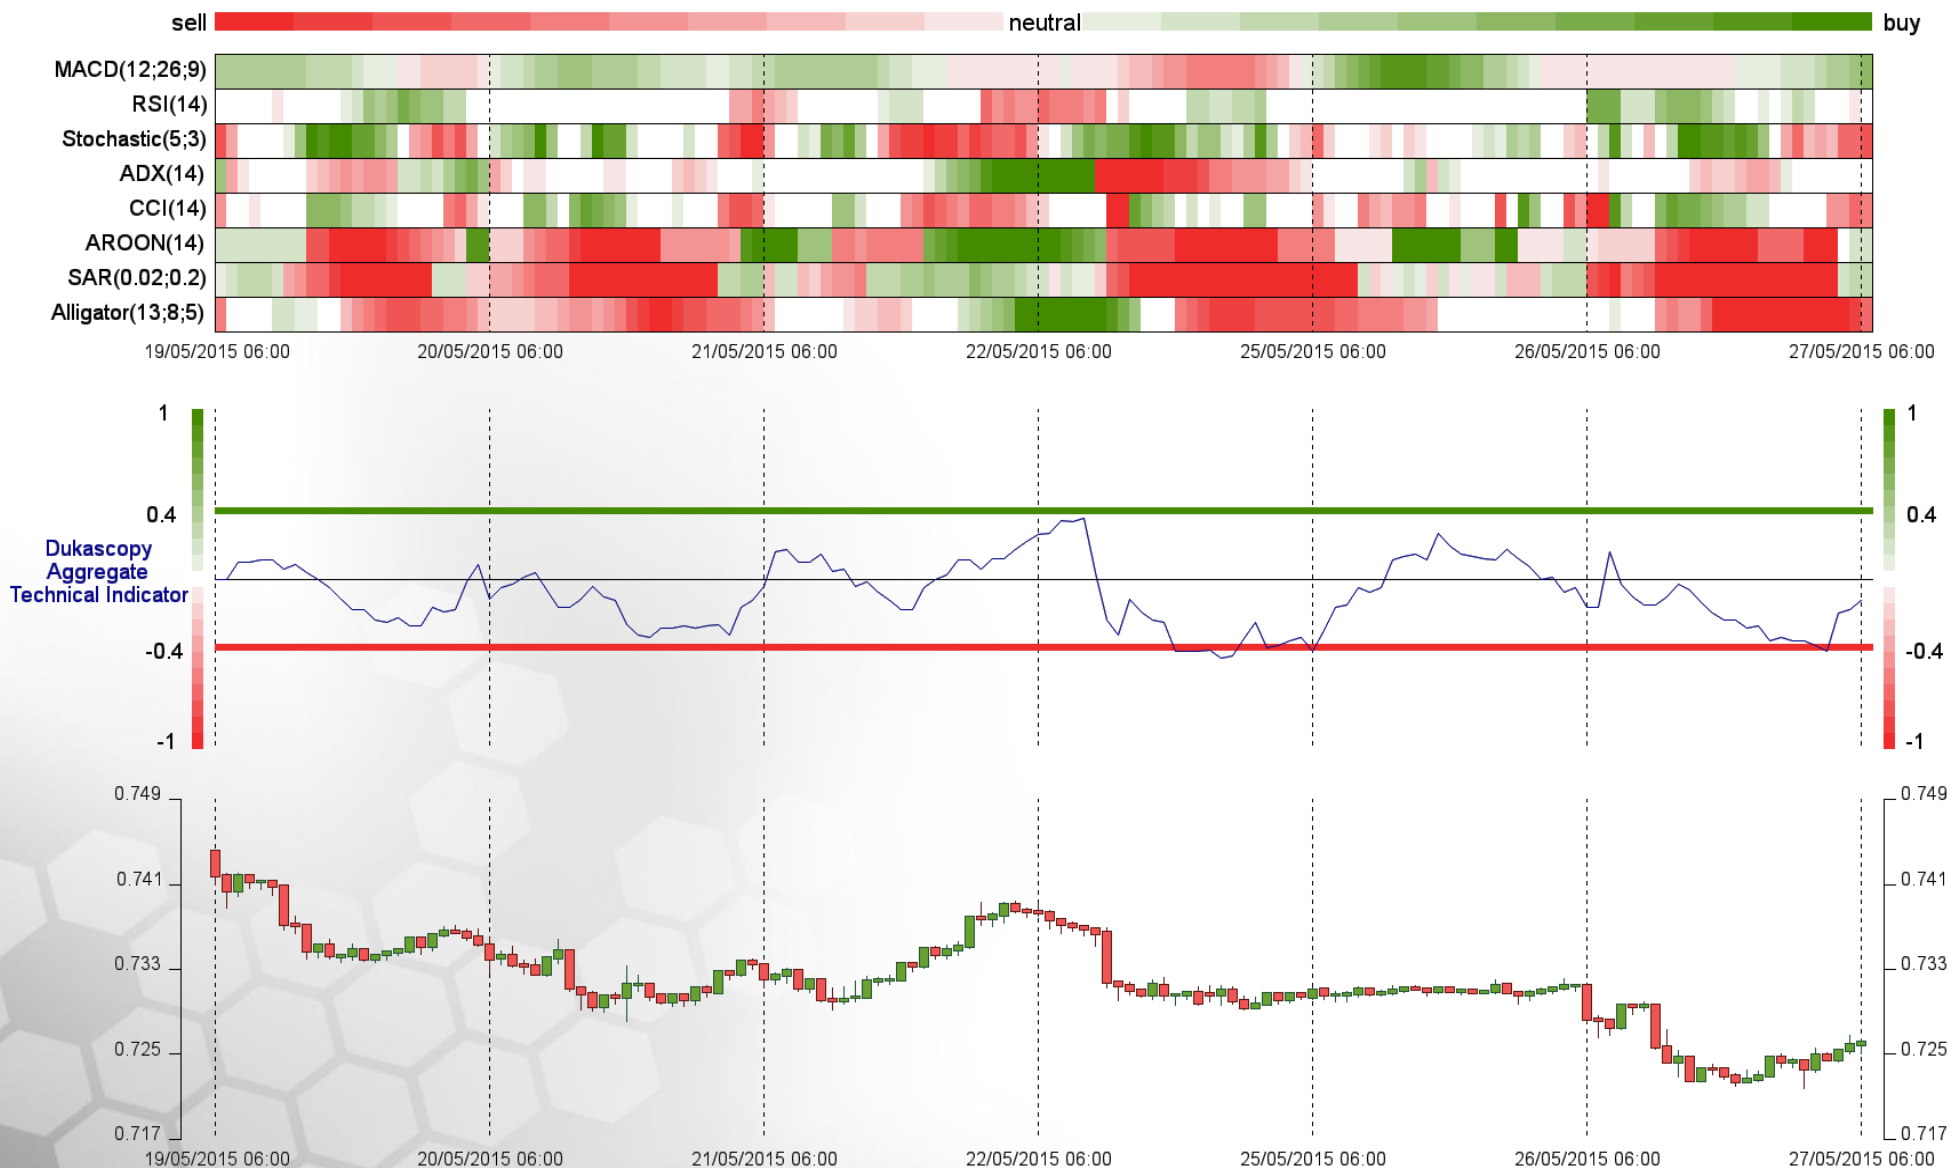 sell neutral buy
MACD(12;26;9)
RSI(14)
Stochastic(5;3)
ADX(14)
CCI(14)
AROON(14)
SAR(0.02;0.2)
Alligator(13;8;5)
19/05/2015 06:00 20/05/2015 06:00 21/05/2015 06:00 22/05/2015 06:00 25/05/2015 06:00 26/05/2015 06:00 27/05/2015 06:00
1 1
0.4 0.4
Dukascopy
Aggregate
Technical Indicator
-0.4 -0.4
-1 -1
0.749 0.749
0.741 0.741
0.733 0.733
0.725 0.725
0.717 0.717
19/05/2015 06:00 20/05/2015 06:00 21/05/2015 06:00 22/05/2015 06:00 25/05/2015 06:00 26/05/2015 06:00 27/05/2015 06:00